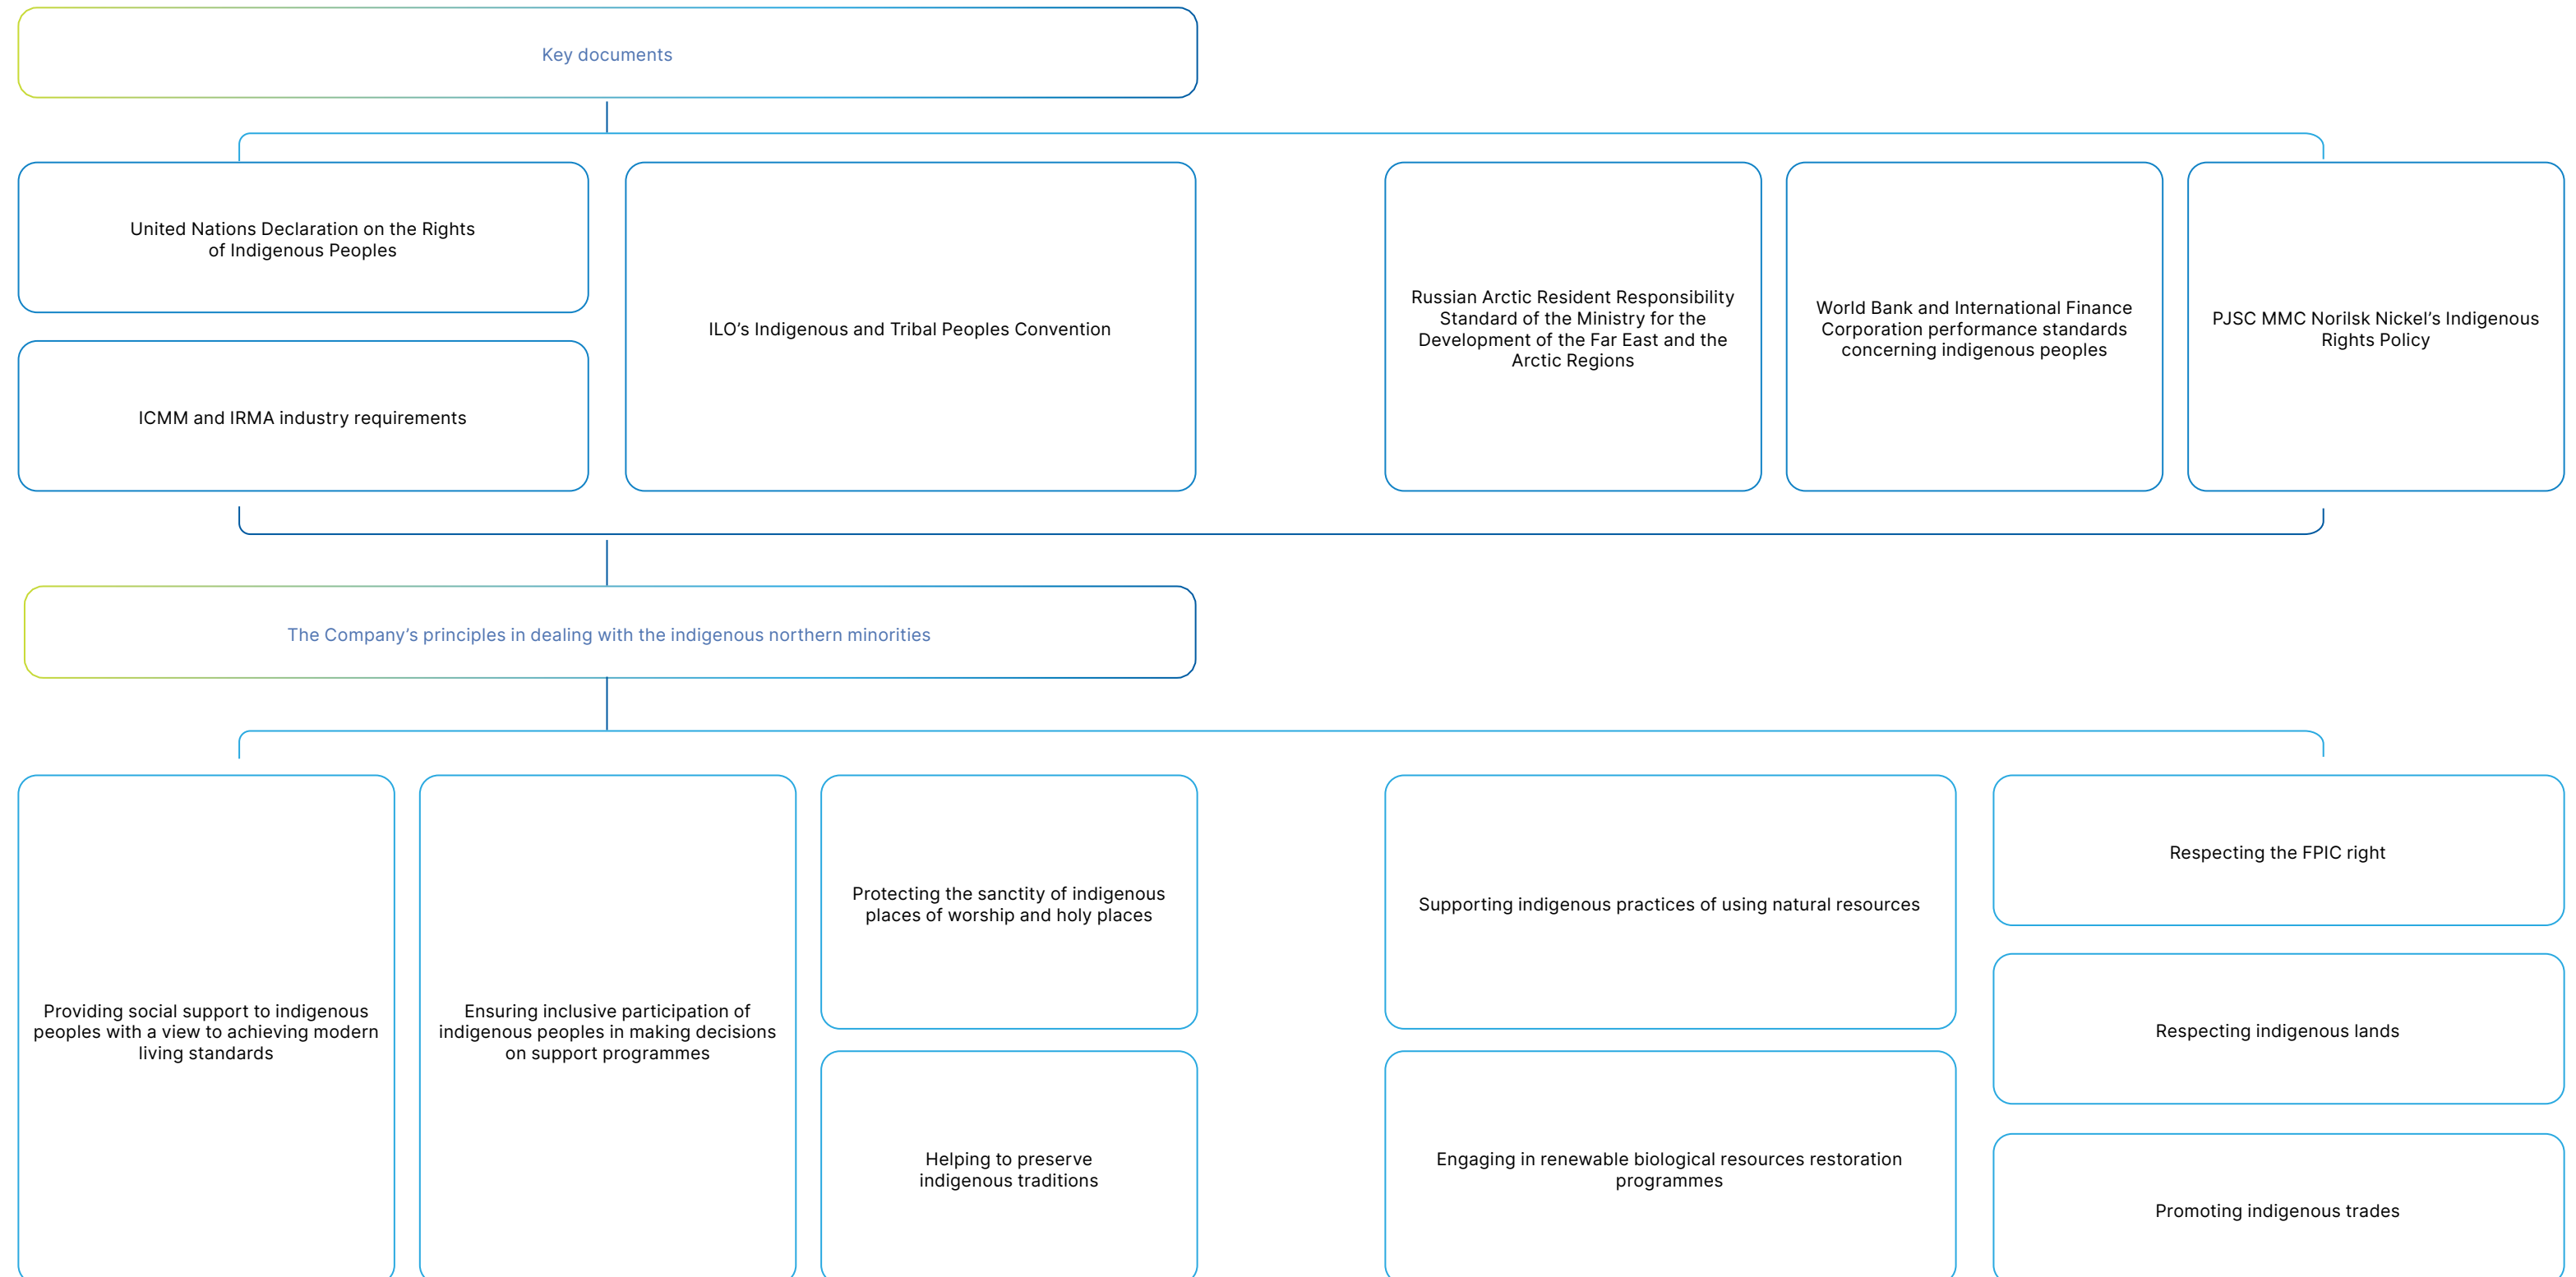 Key documents
United Nations Declaration on the Rights
of Indigenous Peoples
ICMM and IRMA industry requirements
ILO’s Indigenous and Tribal Peoples Convention
Russian Arctic Resident Responsibility
Standard of the Ministry for the
Development of the Far East and the
Arctic Regions
World Bank and International Finance
Corporation performance standards
concerning indigenous peoples
PJSC MMC Norilsk Nickel’s Indigenous
Rights Policy
The Company’s principles in dealing with the indigenous northern minorities
Providing social support to indigenous
peoples with a view to achieving modern
living standards
Ensuring inclusive participation of
indigenous peoples in making decisions
on support programmes
Protecting the sanctity of indigenous
places of worship and holy places
Helping to preserve
indigenous traditions
Supporting indigenous practices of using natural resources
Engaging in renewable biological resources restoration
programmes
Respecting the FPIC right
Respecting indigenous lands
Promoting indigenous trades